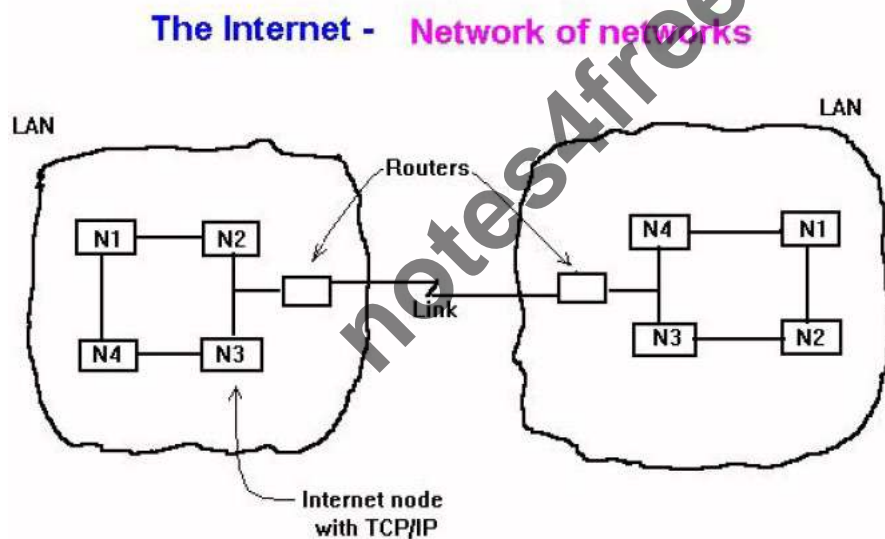 The Internet - Network of networks
LAN
LAN
Routers
N1
N2
N4
N3
Link
N4
N1
N3
N2
Internet node
with TCP/IP
notes4free